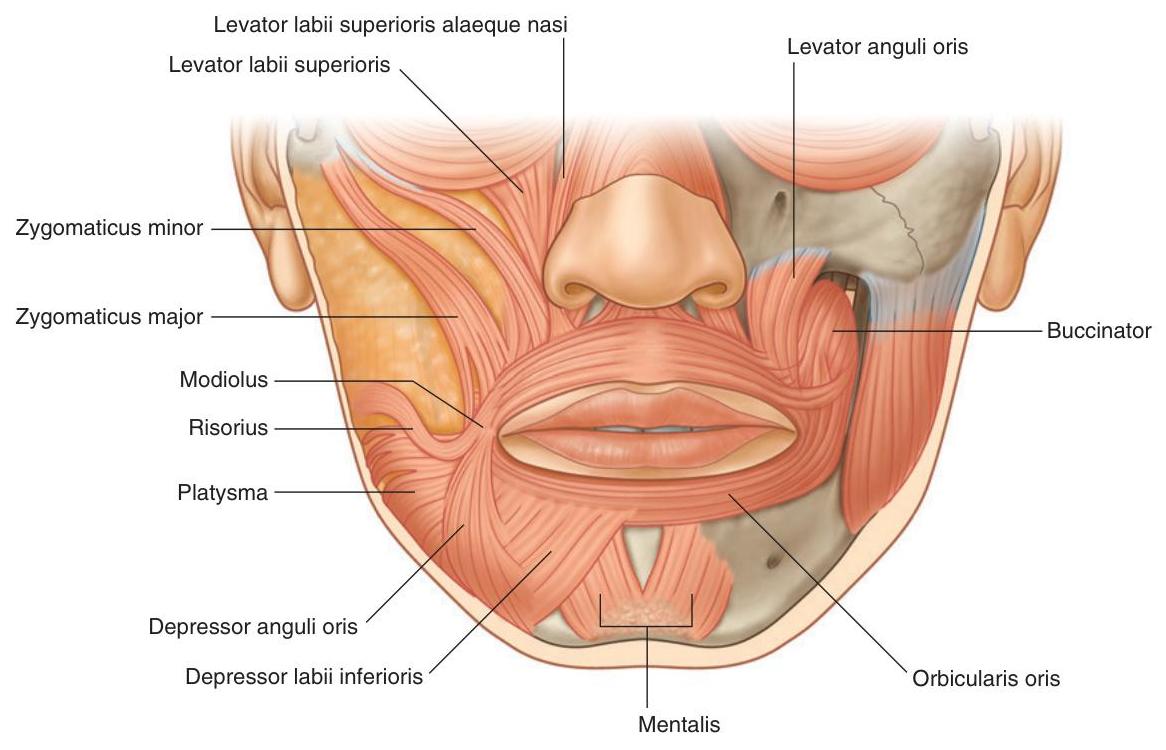 Levator labii superioris alaeque nasi
Levator anguli oris
Levator labii superioris
Zygomaticus minor
Zygomaticus major
Buccinator
Modiolus
Risorius
Platysma
Depressor anguli oris
Depressor labii inferioris
Orbicularis oris
Mentalis